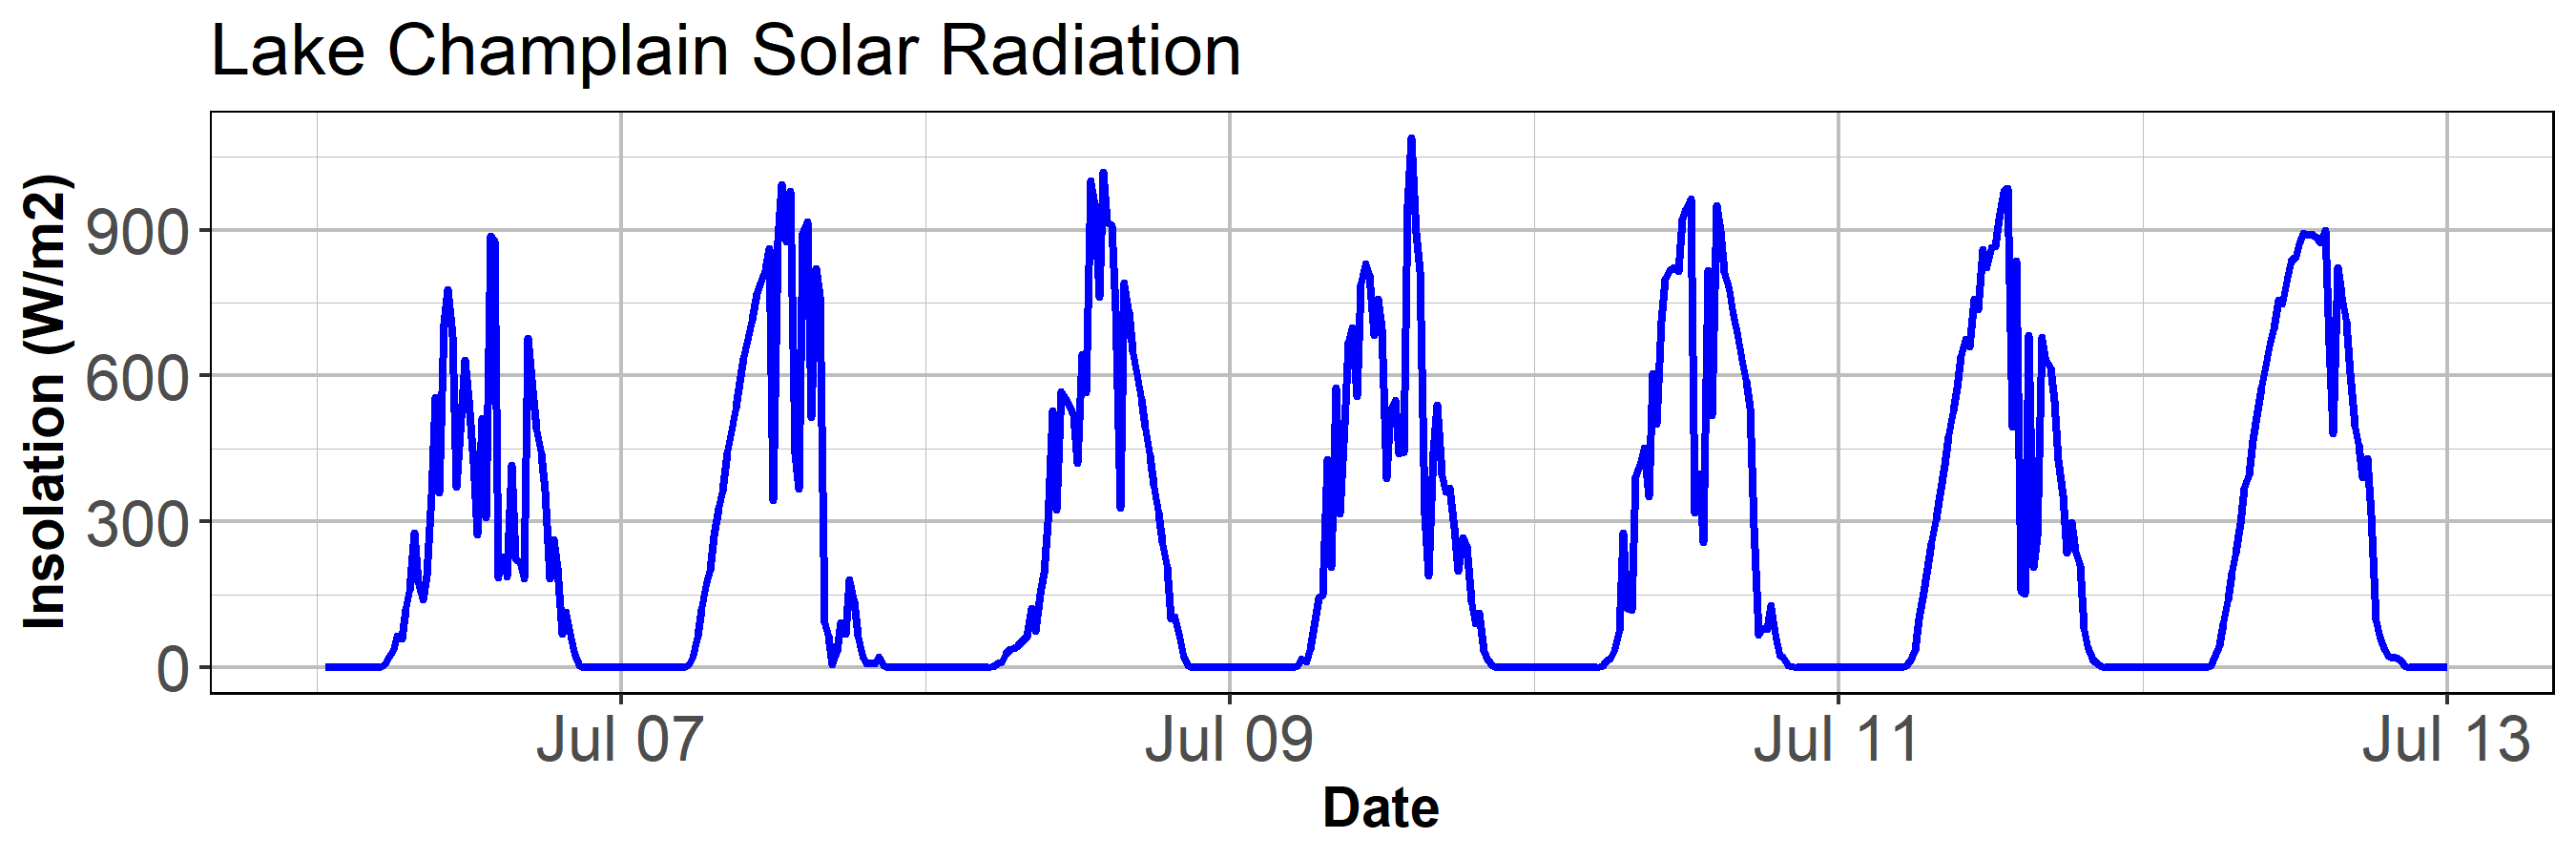 Lake Champlain Solar Radiation
Insolation (W/m2)
900
600
300
0
Jul 07
Jul 09
Jul 11
Jul 13
Date